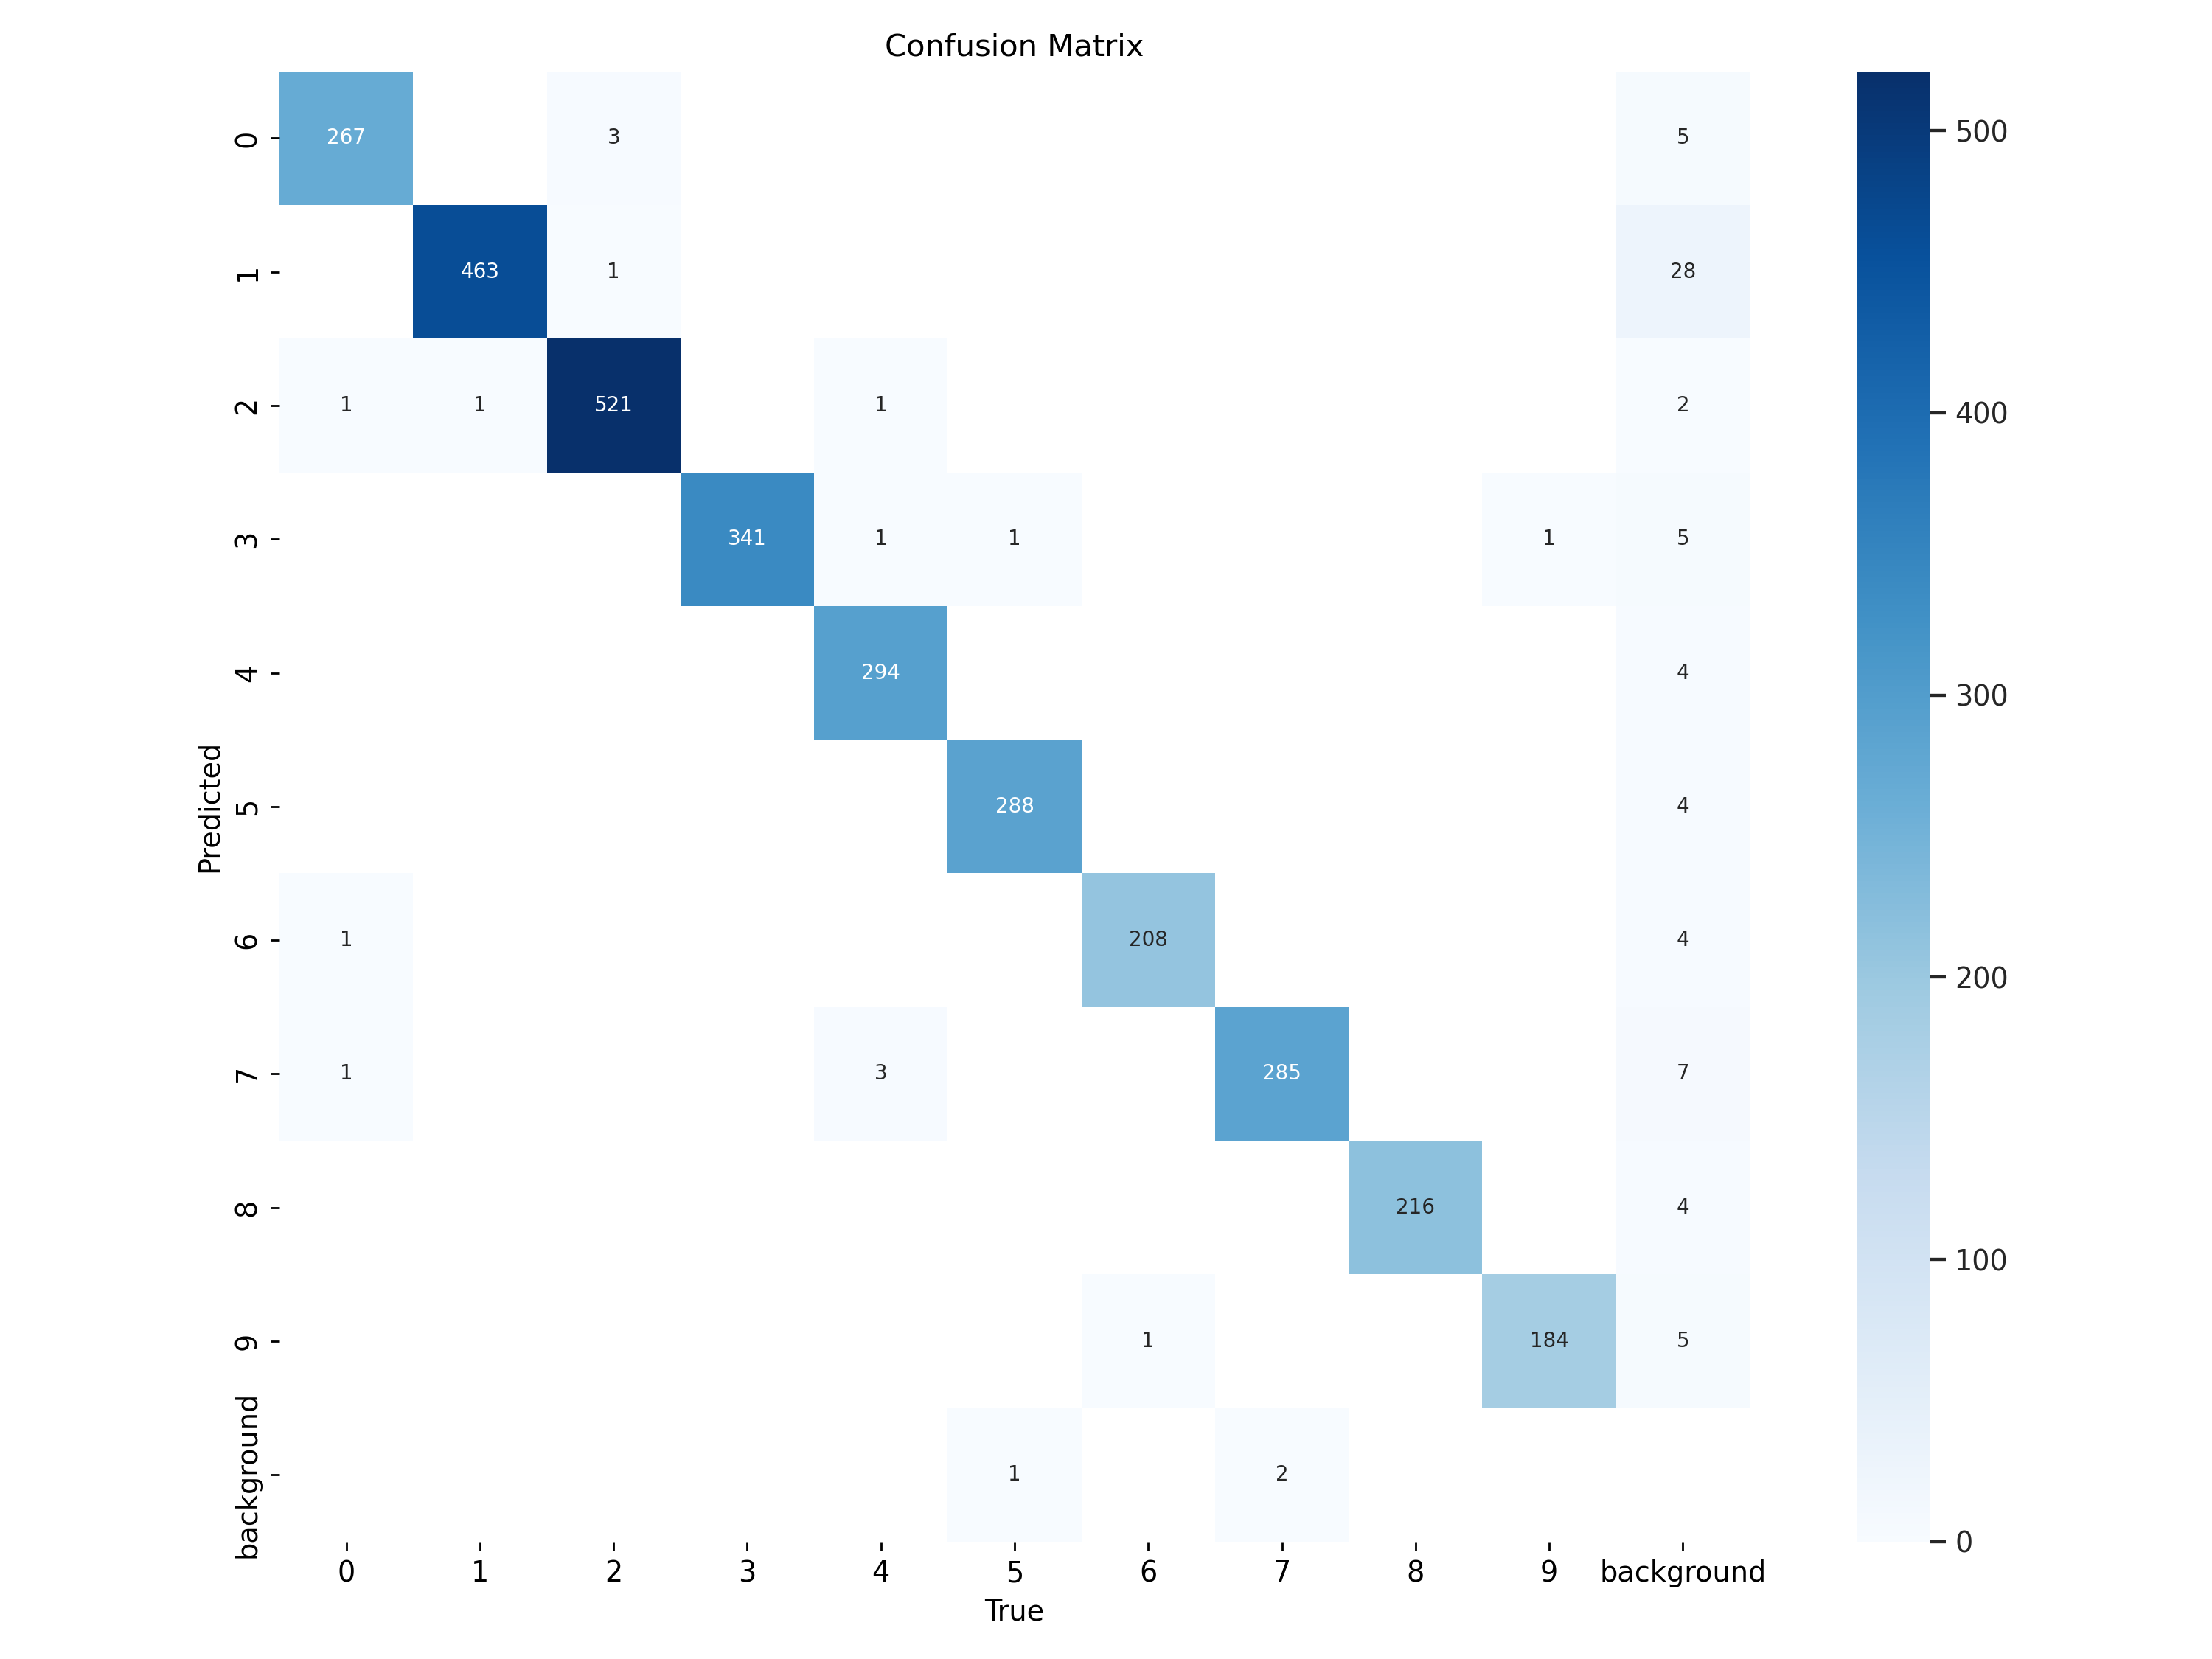 Confusion Matrix
0 267 3 5 500
1 463 1 28
2 1 1 521 1 2 400
3 341 1 1 1 5
4 294 4 300
Predicted
5 288 4
6 1 208 4 200
7 1 3 285 7
8 216 4 100
9 1 184 5
background 1 2 0
0 1 2 3 4 5 6 7 8 9 background
True